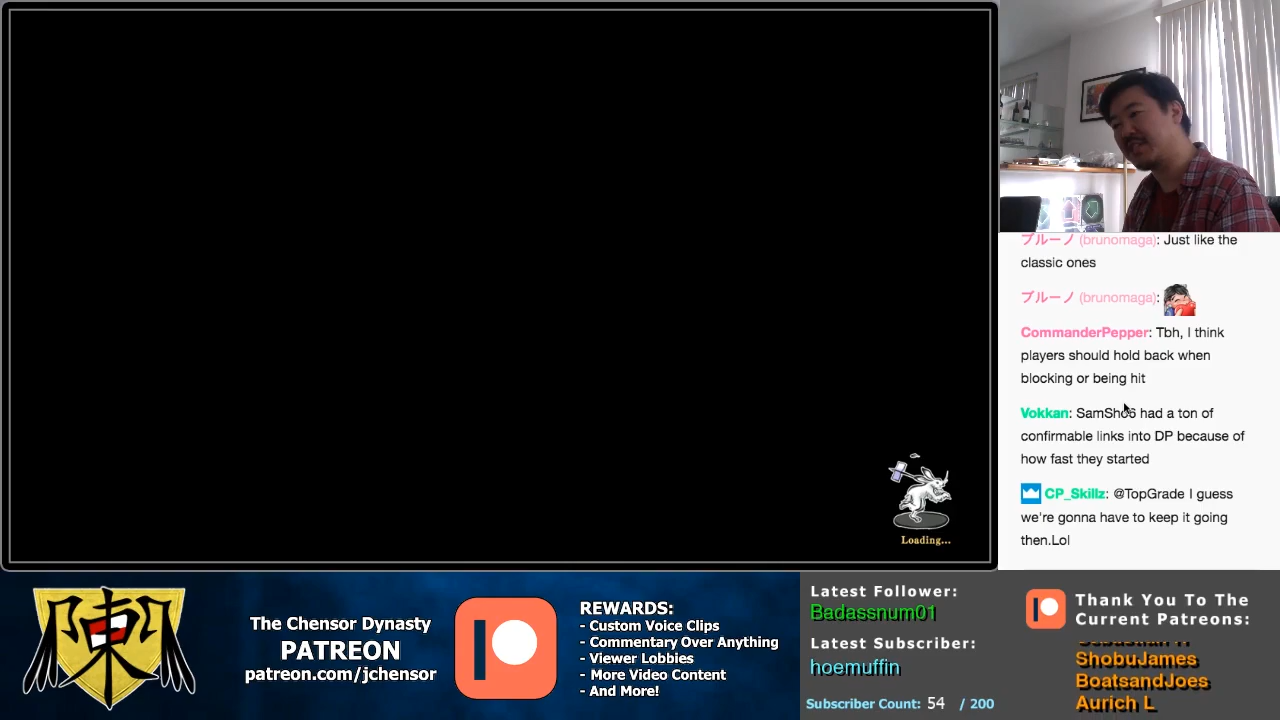 Loading...
ブルーノ (brunomaga): Just like the
classic ones
ブルーノ (brunomaga):
CommanderPepper: Tbh, I think
players should hold back when
blocking or being hit
Vokkan: SamSho6 had a ton of
confirmable links into DP because of
how fast they started
CP_Skillz: @TopGrade I guess
we're gonna have to keep it going
then.Lol
The Chensor Dynasty
PATREON
patreon.com/jchensor
REWARDS:
- Custom Voice Clips
- Commentary Over Anything
- Viewer Lobbies
- More Video Content
- And More!
Latest Follower:
Badassnum01
Latest Subscriber:
hoemuffin
Subscriber Count: 54 / 200
Thank You To The
Current Patreons:
ShobuJames
BoatsandJoes
Aurich L